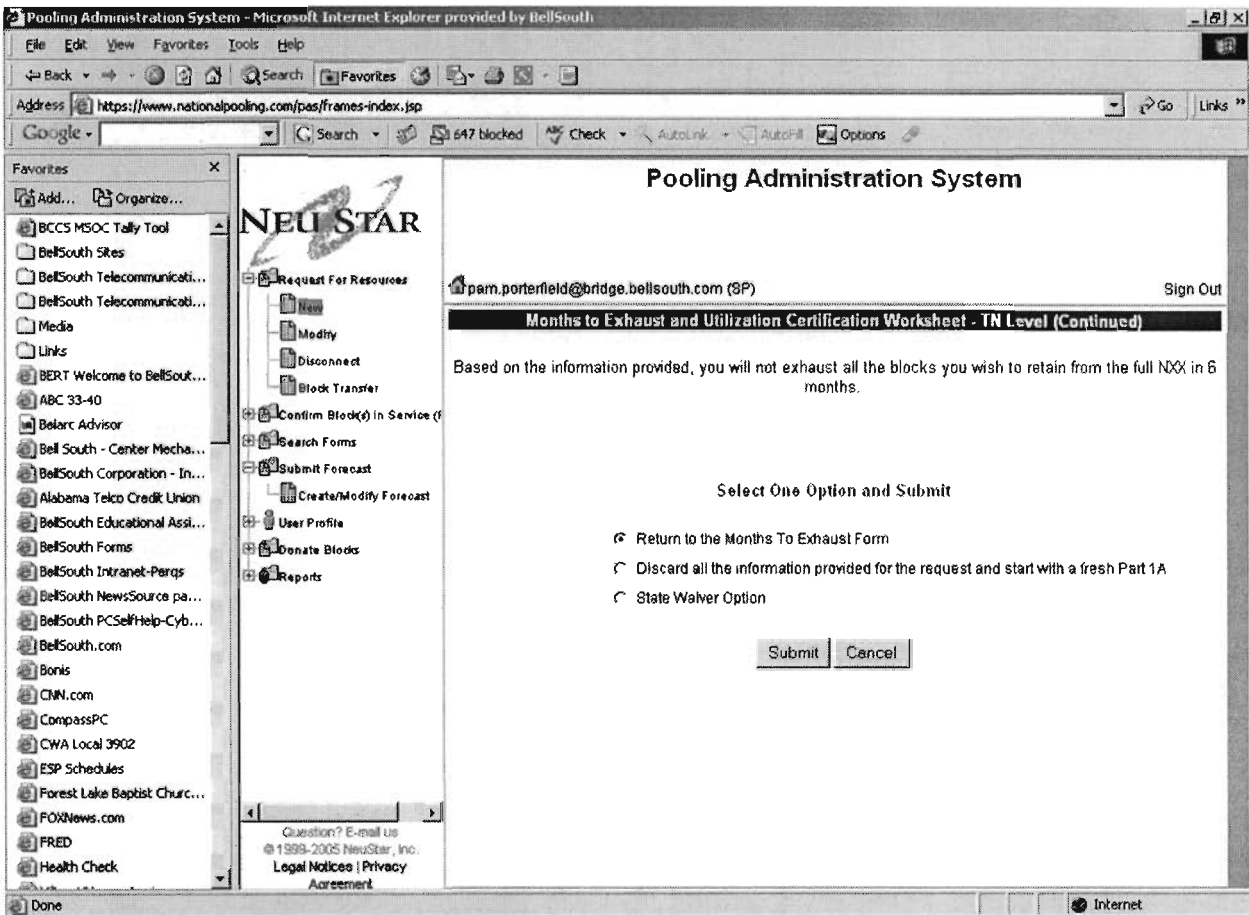 Pooling Administration System - Microsoft Internet Explorer provided by BellSouth
File Edit View Favorites Tools Help
Back Search Favorites
Address https://www.nationalpooling.com/pas/frames-index.jsp Go Links »
Google Search 647 blocked Check AutoLink AutoFill Options
Favorites
Add... Organize...
BCCS MSOC Tally Tool
BellSouth Sites
BellSouth Telecommunicati...
BellSouth Telecommunicati...
Media
Links
BERT Welcome to BellSout...
ABC 33-40
Belarc Advisor
Bell South - Center Mecha...
BellSouth Corporation - In...
Alabama Telco Credit Union
BellSouth Educational Assi...
BellSouth Forms
BellSouth Intranet-Perqs
BellSouth NewsSource pa...
BellSouth PCSelfHelp-Cyb...
BellSouth.com
Bonis
CNN.com
CompassPC
CWA Local 3902
ESP Schedules
Forest Lake Baptist Churc...
FOXNews.com
FRED
Health Check
NEUSTAR
Request For Resources
New
Modify
Disconnect
Block Transfer
Confirm Block(s) in Service (F
Search Forms
Submit Forecast
Create/Modify Forecast
User Profile
Donate Blocks
Reports
Question? E-mail us
© 1999-2005 NeuStar, Inc.
Legal Notices | Privacy
Agreement
Pooling Administration System
pam.porterfield@bridge.bellsouth.com (SP) Sign Out
Months to Exhaust and Utilization Certification Worksheet - TN Level (Continued)
Based on the information provided, you will not exhaust all the blocks you wish to retain from the full NXX in 6
months.
Select One Option and Submit
Return to the Months To Exhaust Form
Discard all the information provided for the request and start with a fresh Part 1A
State Waiver Option
Submit Cancel
Done Internet